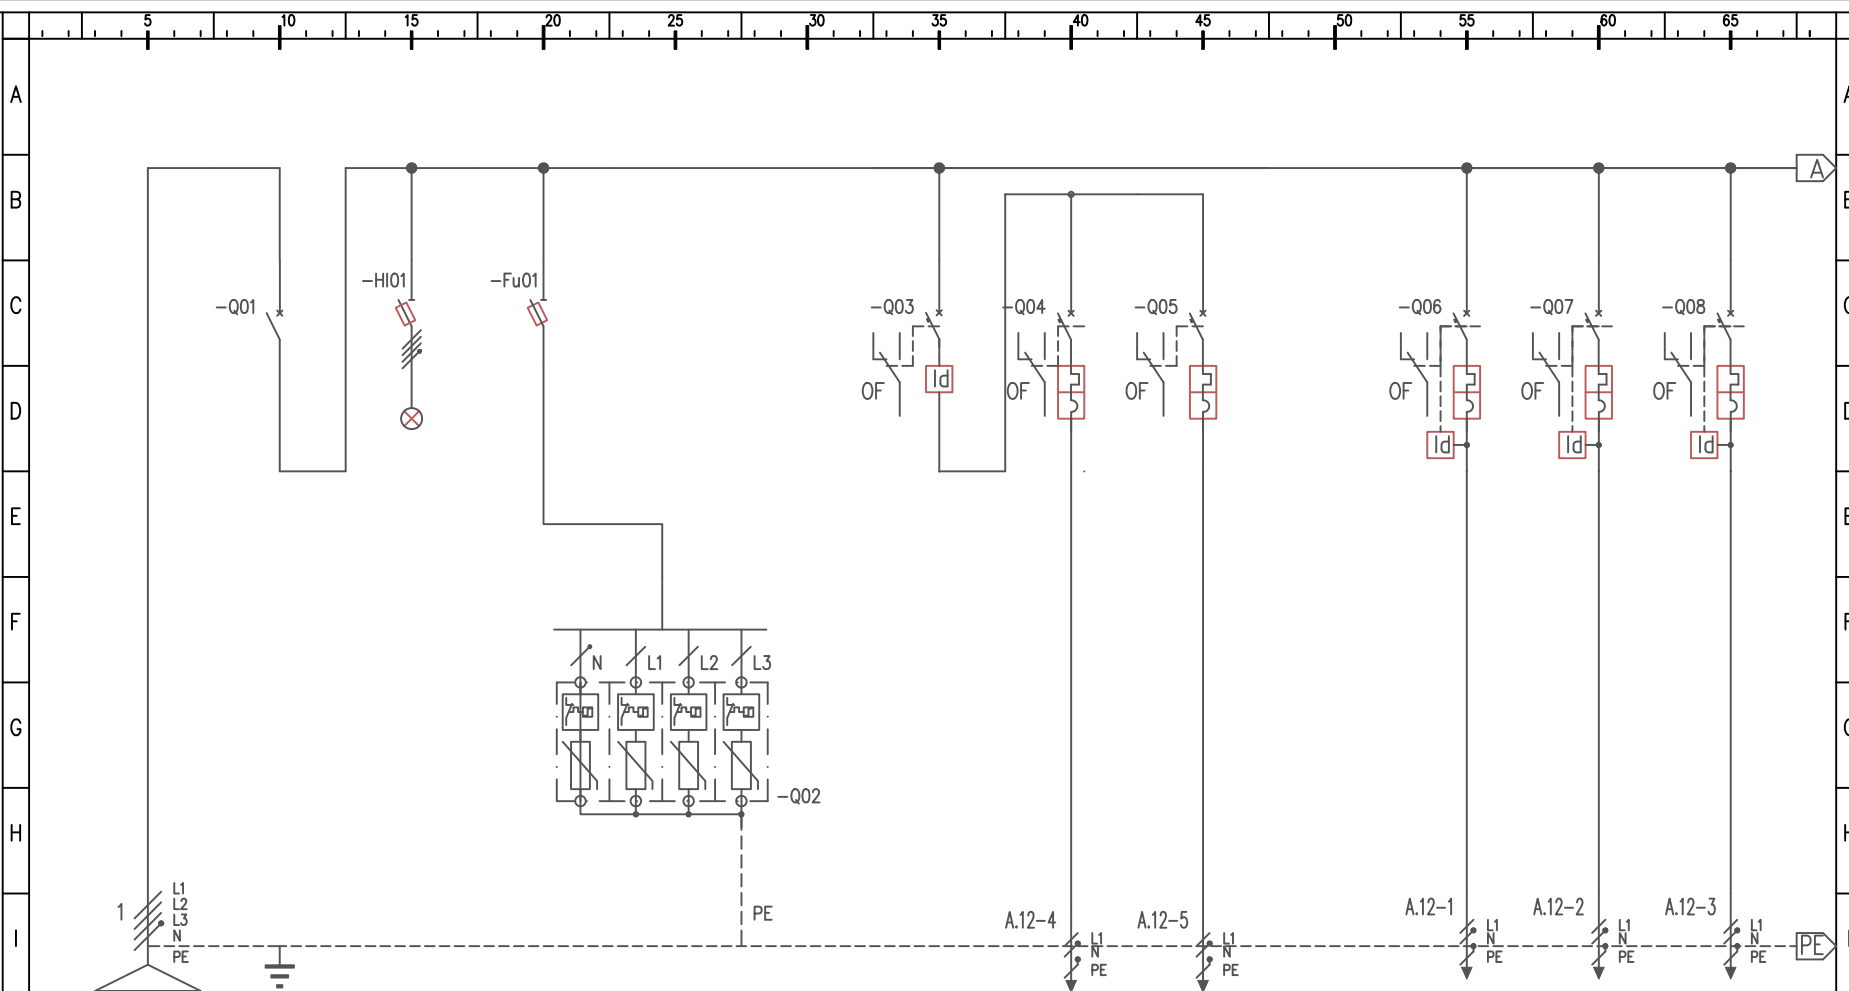 5 10 15 20 25 30 35 40 45 50 55 60 65
A
A
B
-HI01 -Fu01
C -Q01 -Q03 -Q04 -Q05 -Q06 -Q07 -Q08
OF OF OF OF OF OF
Id
D
Id Id Id
E
F
N L1 L2 L3
G
-Q02
H
1 L1
L2
L3
N
PE
PE
A.12-4 A.12-5 A.12-1 A.12-2 A.12-3
I
L1 L1 L1 L1 L1
N N N N N
PE PE PE PE PE
PE